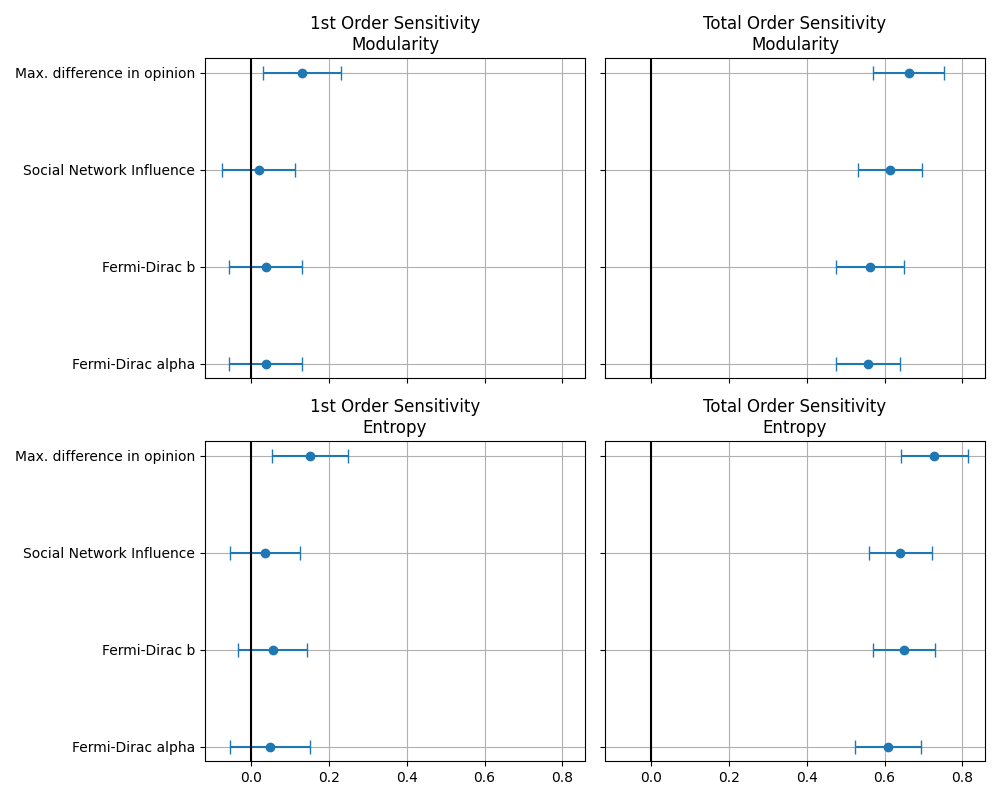 1st Order Sensitivity
Modularity
Total Order Sensitivity
Modularity
Max. difference in opinion
Social Network Influence
Fermi-Dirac b
Fermi-Dirac alpha
0.0 0.2 0.4 0.6 0.8
0.0 0.2 0.4 0.6 0.8
1st Order Sensitivity
Entropy
Total Order Sensitivity
Entropy
Max. difference in opinion
Social Network Influence
Fermi-Dirac b
Fermi-Dirac alpha